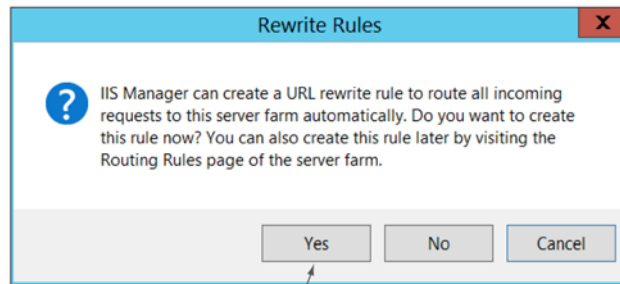 Rewrite Rules
X
IIS Manager can create a URL rewrite rule to route all incoming
requests to this server farm automatically. Do you want to create
this rule now? You can also create this rule later by visiting the
Routing Rules page of the server farm.
Yes
No
Cancel